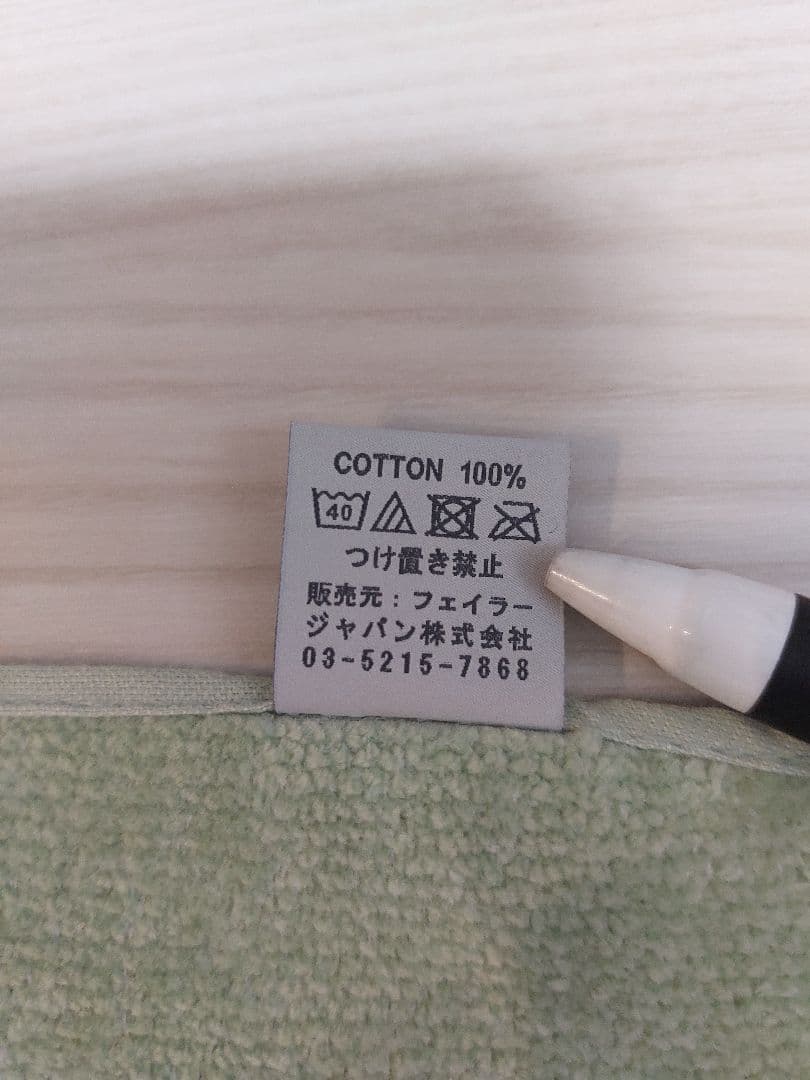 COTTON 100%
40
つけ置き禁止
販売元：フェイラー
ジャパン株式会社
03-5215-7868